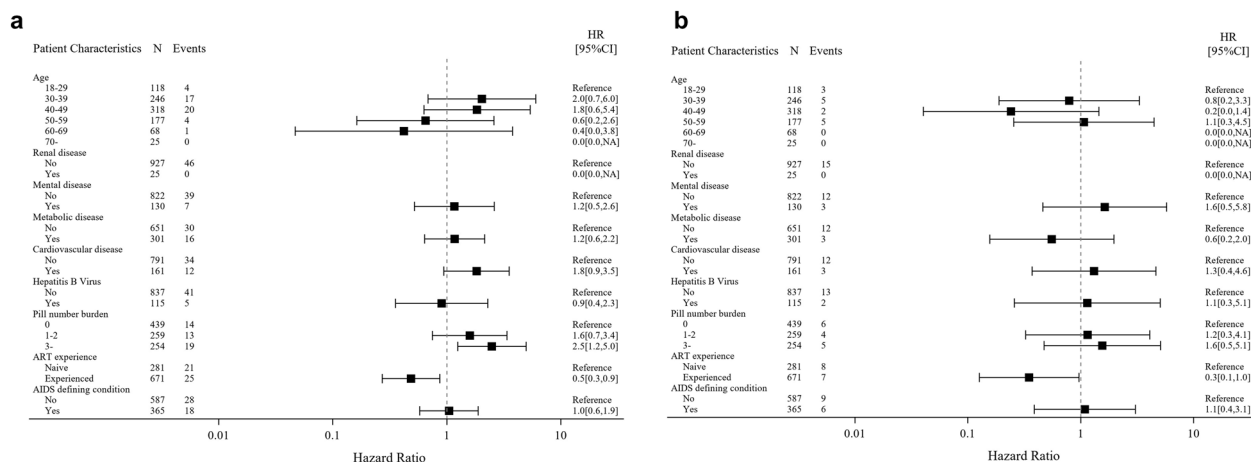 a
HR
Patient Characteristics N Events [95%CI]
Age
18-29 118 4 Reference
30-39 246 17 2.0[0.7,6.0]
40-49 318 20 1.8[0.6,5.4]
50-59 177 4 0.6[0.2,2.6]
60-69 68 1 0.4[0.0,3.8]
70- 25 0 0.0[0.0,NA]
Renal disease
No 927 46 Reference
Yes 25 0 0.0[0.0,NA]
Mental disease
No 822 39 Reference
Yes 130 7 1.2[0.5,2.6]
Metabolic disease
No 651 30 Reference
Yes 301 16 1.2[0.6,2.2]
Cardiovascular disease
No 791 34 Reference
Yes 161 12 1.8[0.9,3.5]
Hepatitis B Virus
No 837 41 Reference
Yes 115 5 0.9[0.4,2.3]
Pill number burden
0 439 14 Reference
1-2 259 13 1.6[0.7,3.4]
3- 254 19 2.5[1.2,5.0]
ART experience
Naive 281 21 Reference
Experienced 671 25 0.5[0.3,0.9]
AIDS defining condition
No 587 28 Reference
Yes 365 18 1.0[0.6,1.9]
0.01 0.1 1 10
Hazard Ratio
b
HR
Patient Characteristics N Events [95%CI]
Age
18-29 118 3 Reference
30-39 246 5 0.8[0.2,3.3]
40-49 318 2 0.2[0.0,1.4]
50-59 177 5 1.1[0.3,4.5]
60-69 68 0 0.0[0.0,NA]
70- 25 0 0.0[0.0,NA]
Renal disease
No 927 15 Reference
Yes 25 0 0.0[0.0,NA]
Mental disease
No 822 12 Reference
Yes 130 3 1.6[0.5,5.8]
Metabolic disease
No 651 12 Reference
Yes 301 3 0.6[0.2,2.0]
Cardiovascular disease
No 791 12 Reference
Yes 161 3 1.3[0.4,4.6]
Hepatitis B Virus
No 837 13 Reference
Yes 115 2 1.1[0.3,5.1]
Pill number burden
0 439 6 Reference
1-2 259 4 1.2[0.3,4.1]
3- 254 5 1.6[0.5,5.1]
ART experience
Naive 281 8 Reference
Experienced 671 7 0.3[0.1,1.0]
AIDS defining condition
No 587 9 Reference
Yes 365 6 1.1[0.4,3.1]
0.01 0.1 1 10
Hazard Ratio